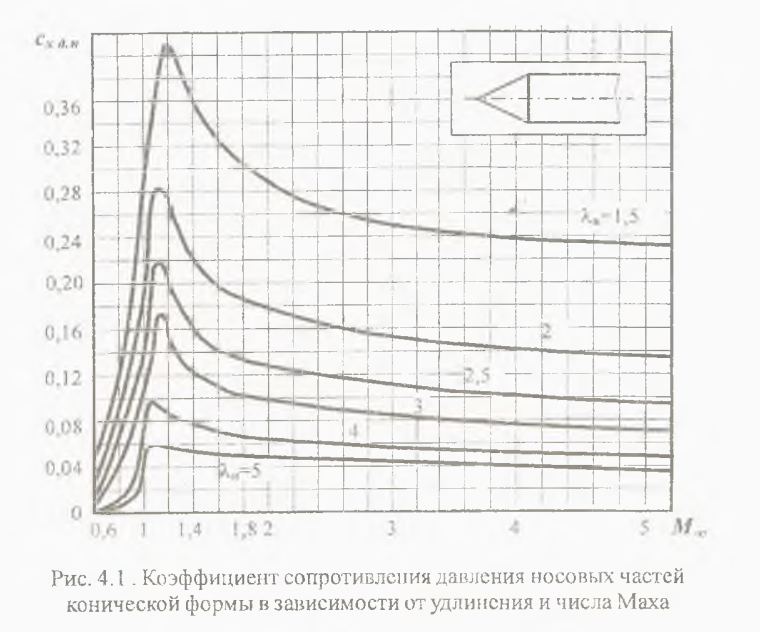 cₓ д.н
0,36
0,32
0,28
0,24
0,20
0,16
0,12
0,08
0,04
0
λн=1,5
2
2,5
3
4
λн=5
0,6 1 1,4 1,8 2 3 4 5 M∞
Рис. 4.1 . Коэффициент сопротивления давления носовых частей
конической формы в зависимости от удлинения и числа Маха